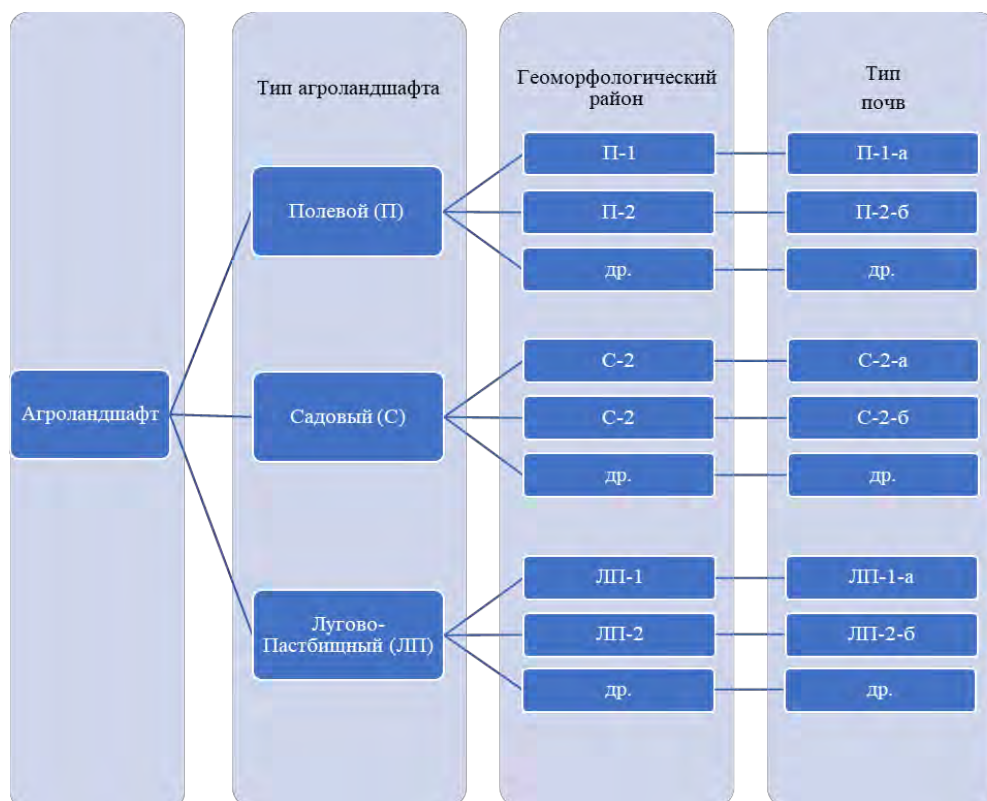 Тип агроландшафта
Геоморфологический
район
Тип
почв
Агроландшафт
Полевой (П)
П-1
П-1-а
П-2
П-2-б
др.
др.
Садовый (С)
С-2
С-2-а
С-2
С-2-б
др.
др.
Лугово-
Пастбищный (ЛП)
ЛП-1
ЛП-1-а
ЛП-2
ЛП-2-б
др.
др.